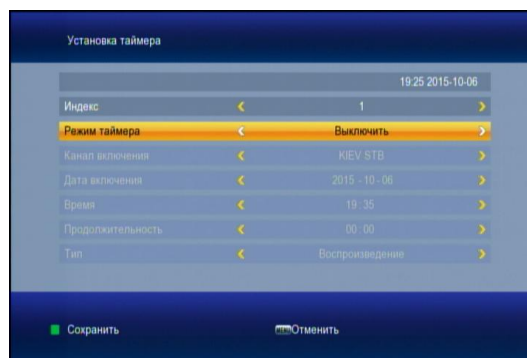 Установка таймера
19:25 2015-10-06
Индекс 1
Режим таймера Выключить
Канал включения KIEV STB
Дата включения 2015 - 10 - 06
Время 19 : 35
Продолжительность 00 : 00
Тип Воспроизведение
Сохранить MENU Отменить